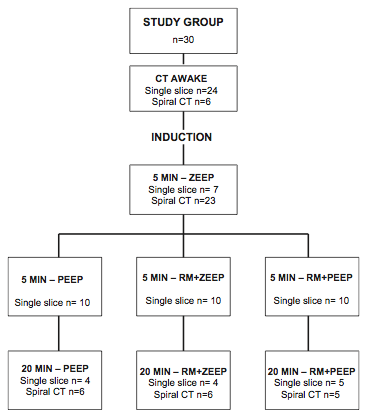 STUDY GROUP
n=30
CT AWAKE
Single slice n=24
Spiral CT n=6
INDUCTION
5 MIN – ZEEP
Single slice n= 7
Spiral CT n=23
5 MIN – PEEP
Single slice n= 10
5 MIN – RM+ZEEP
Single slice n= 10
5 MIN – RM+PEEP
Single slice n= 10
20 MIN – PEEP
Single slice n= 4
Spiral CT n=6
20 MIN – RM+ZEEP
Single slice n= 4
Spiral CT n=6
20 MIN – RM+PEEP
Single slice n= 5
Spiral CT n=5